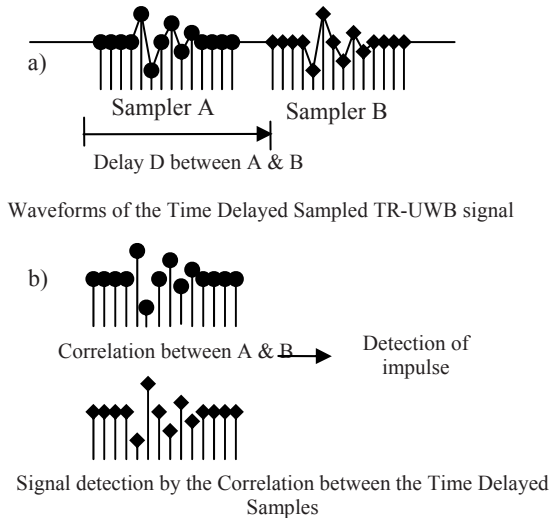 a)
Sampler A
Sampler B
Delay D between A & B
Waveforms of the Time Delayed Sampled TR-UWB signal
b)
Correlation between A & B
Detection of
impulse
Signal detection by the Correlation between the Time Delayed
Samples